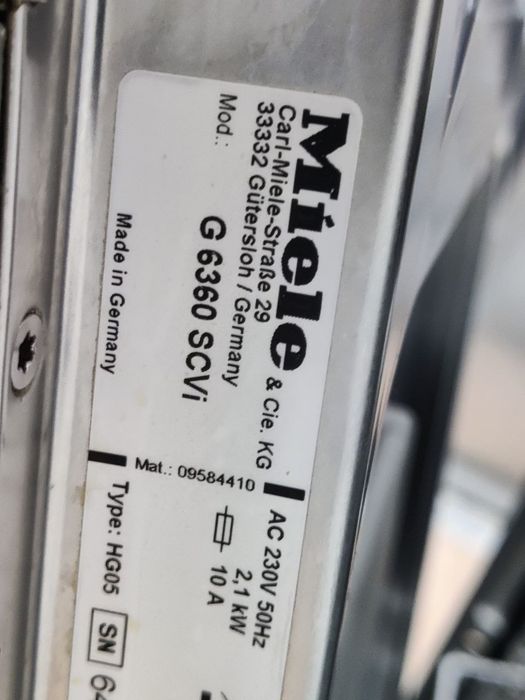 Miele & Cie. KG
Carl-Miele-Straße 29
33332 Gütersloh / Germany
Mod.: G 6360 SCVi
Made in Germany
Mat.: 09584410
AC 230V 50Hz
2,1 kW
10 A
Type: HG05 SN 64